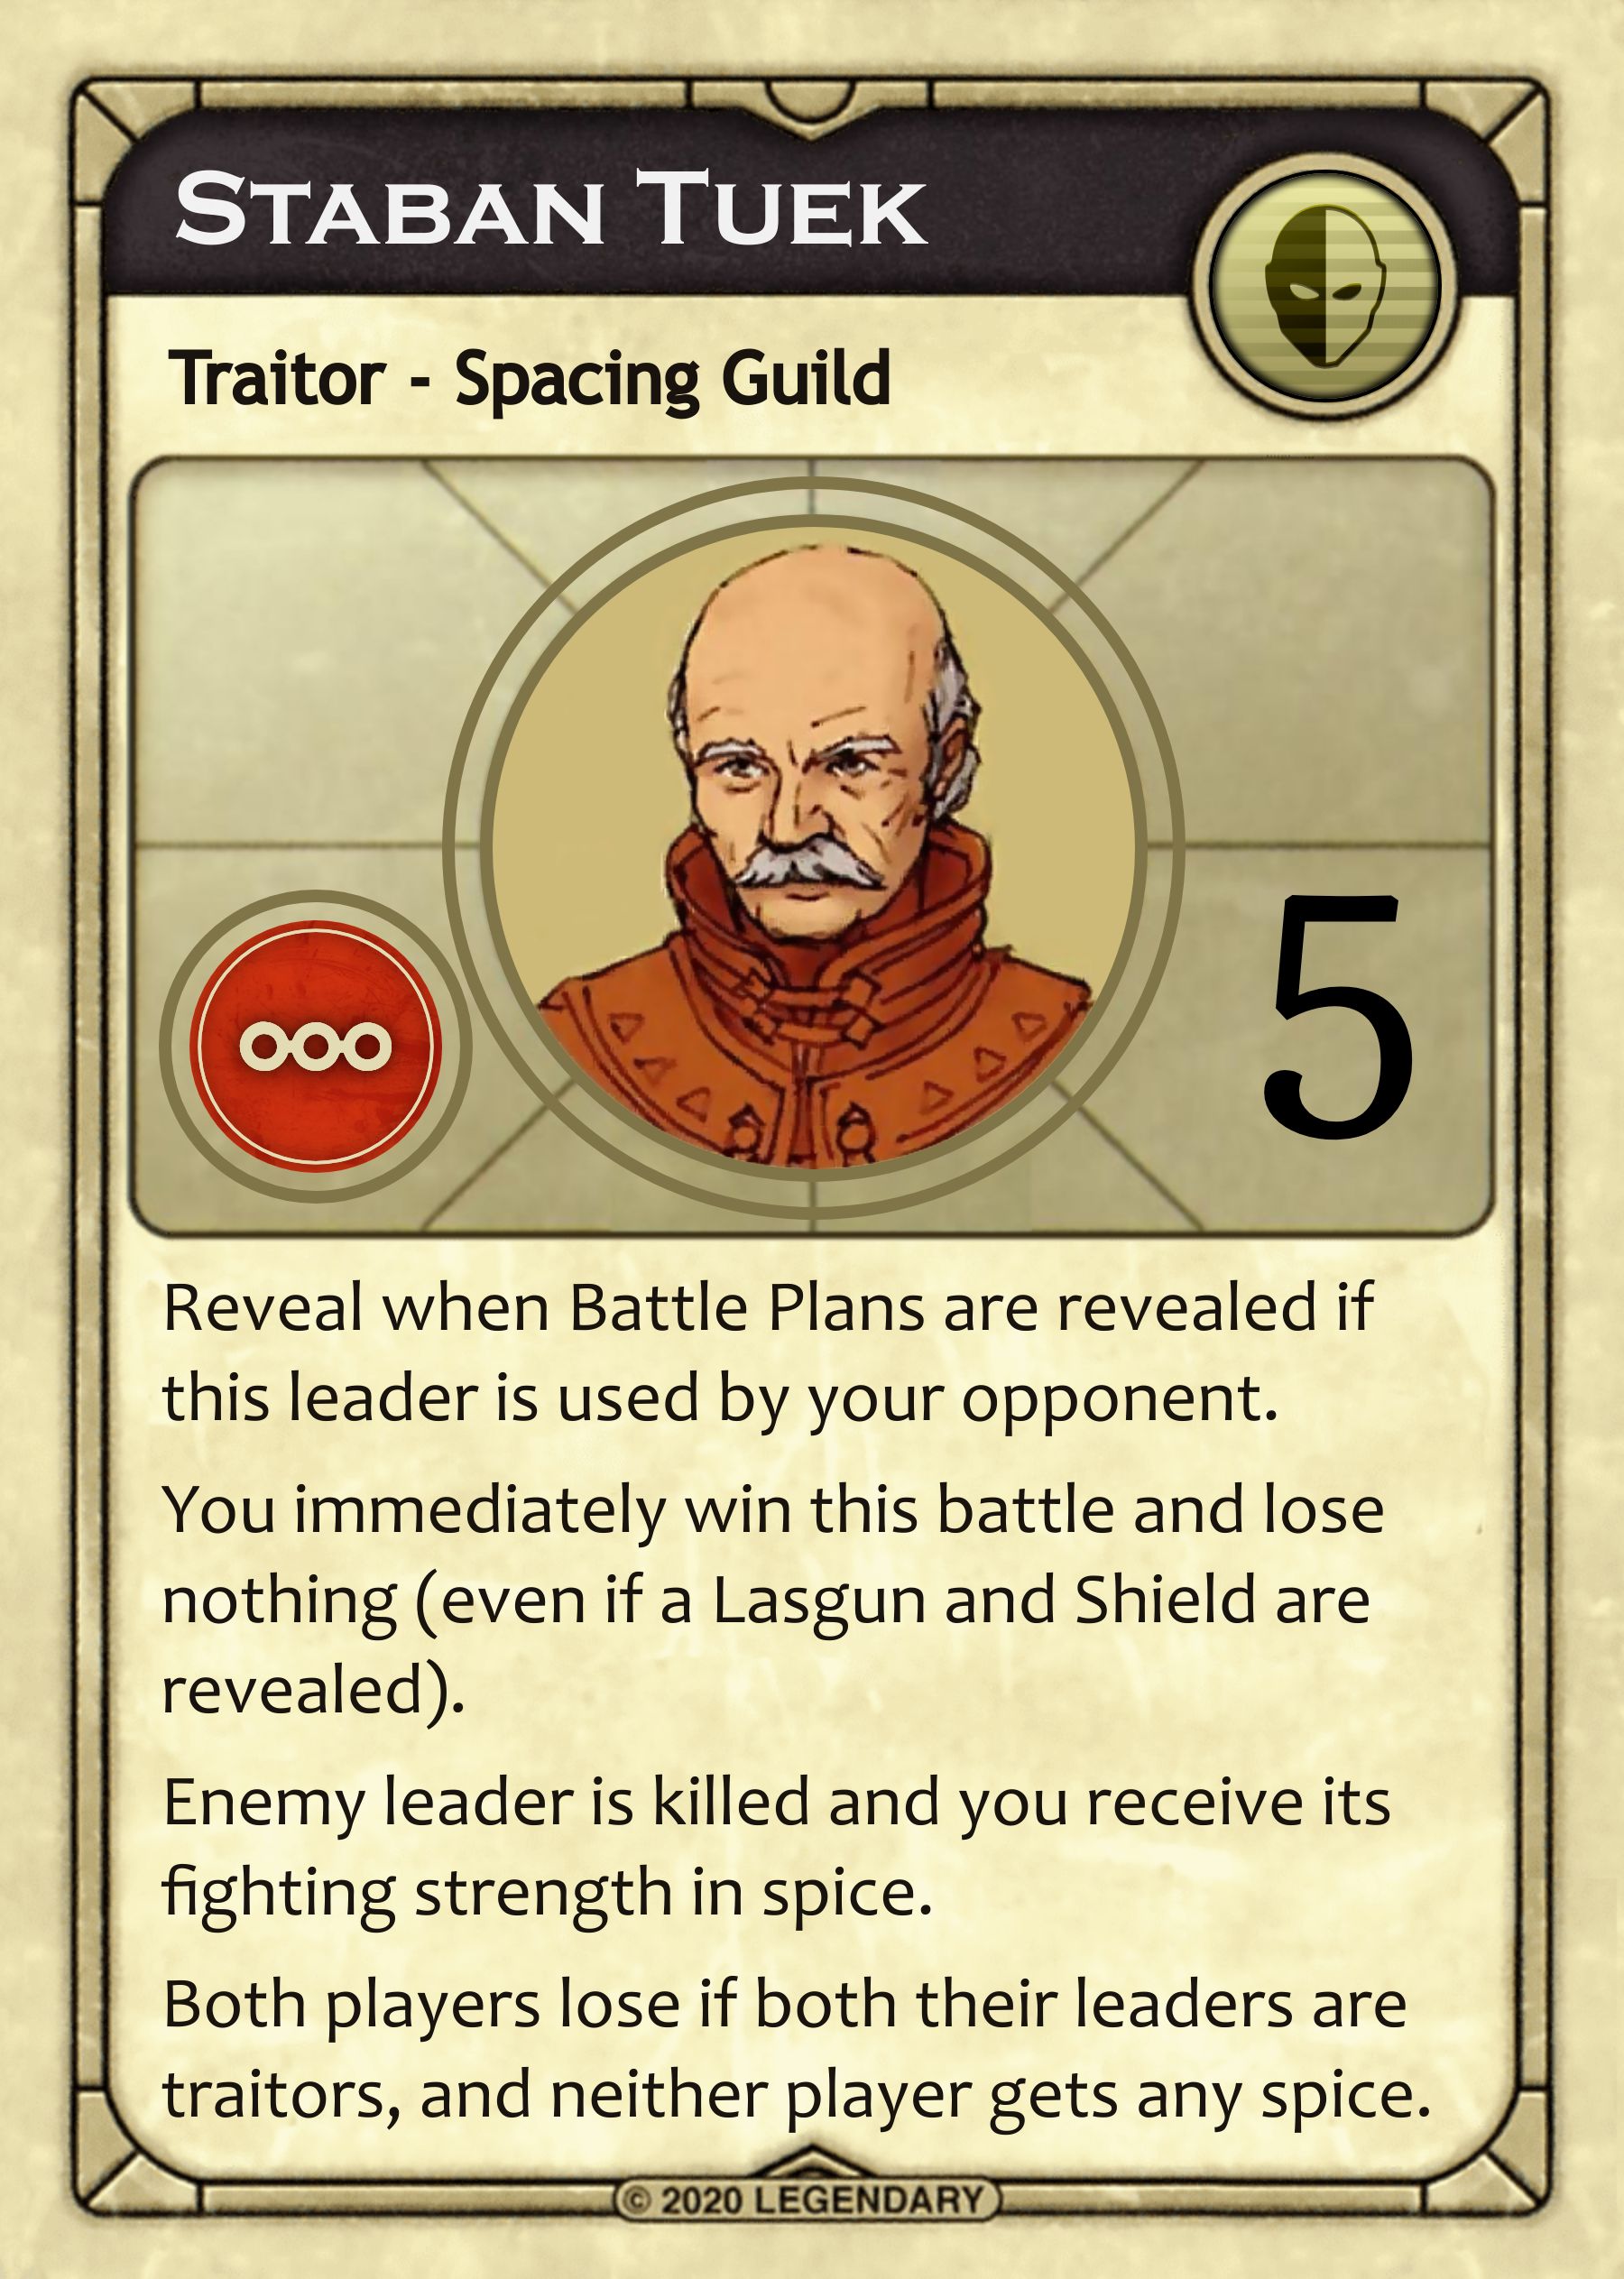 STABAN TUEK
Traitor - Spacing Guild
5
Reveal when Battle Plans are revealed if
this leader is used by your opponent.
You immediately win this battle and lose
nothing (even if a Lasgun and Shield are
revealed).
Enemy leader is killed and you receive its
fighting strength in spice.
Both players lose if both their leaders are
traitors, and neither player gets any spice.
© 2020 LEGENDARY